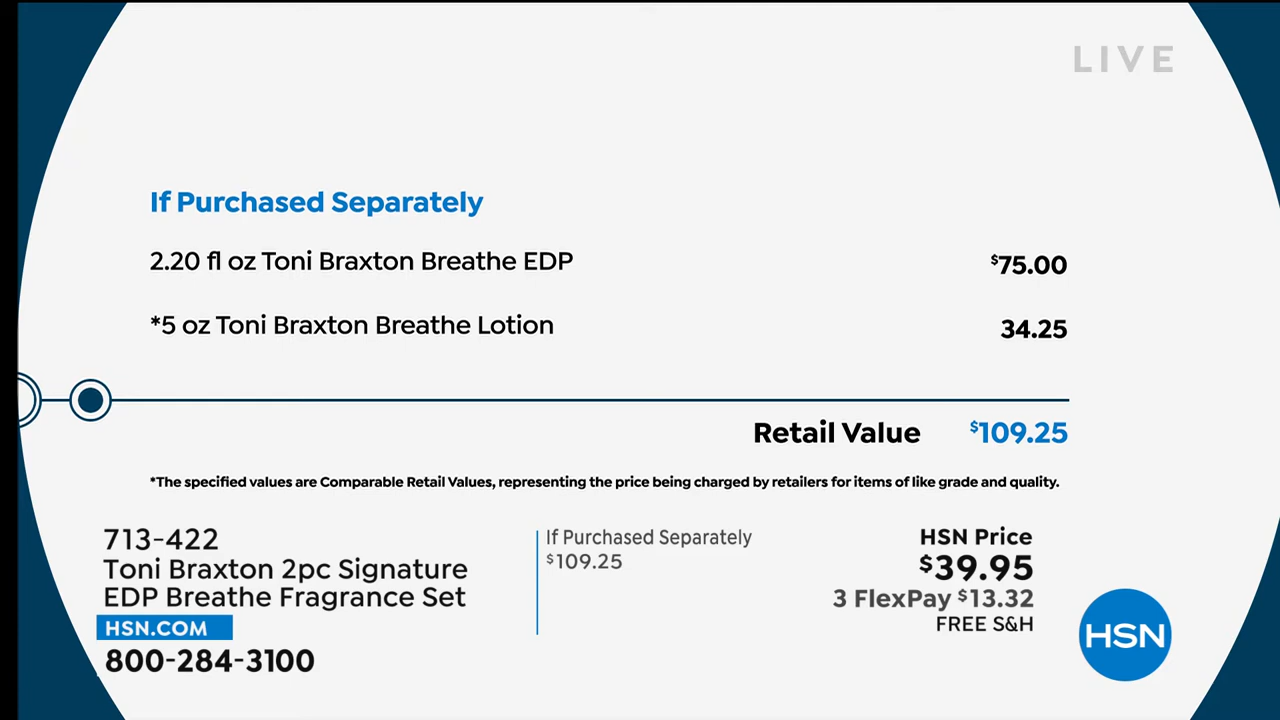 LIVE
If Purchased Separately
2.20 fl oz Toni Braxton Breathe EDP $75.00
*5 oz Toni Braxton Breathe Lotion 34.25
Retail Value $109.25
*The specified values are Comparable Retail Values, representing the price being charged by retailers for items of like grade and quality.
713-422
Toni Braxton 2pc Signature
EDP Breathe Fragrance Set
HSN.COM
800-284-3100
If Purchased Separately
$109.25
HSN Price
$39.95
3 FlexPay $13.32
FREE S&H
HSN